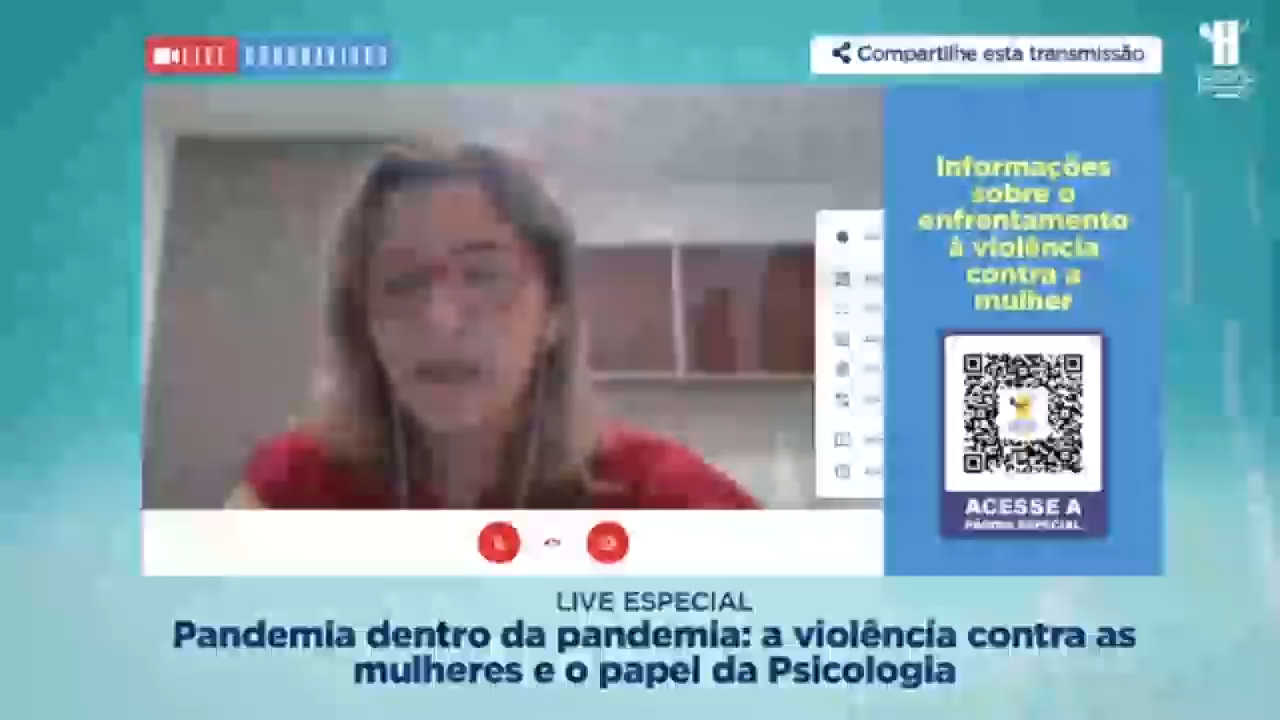 LIVE CORONAVÍRUS
Compartilhe esta transmissão
Informações
sobre o
enfrentamento
à violência
contra a
mulher
ACESSE A
PÁGINA ESPECIAL
LIVE ESPECIAL
Pandemia dentro da pandemia: a violência contra as
mulheres e o papel da Psicologia